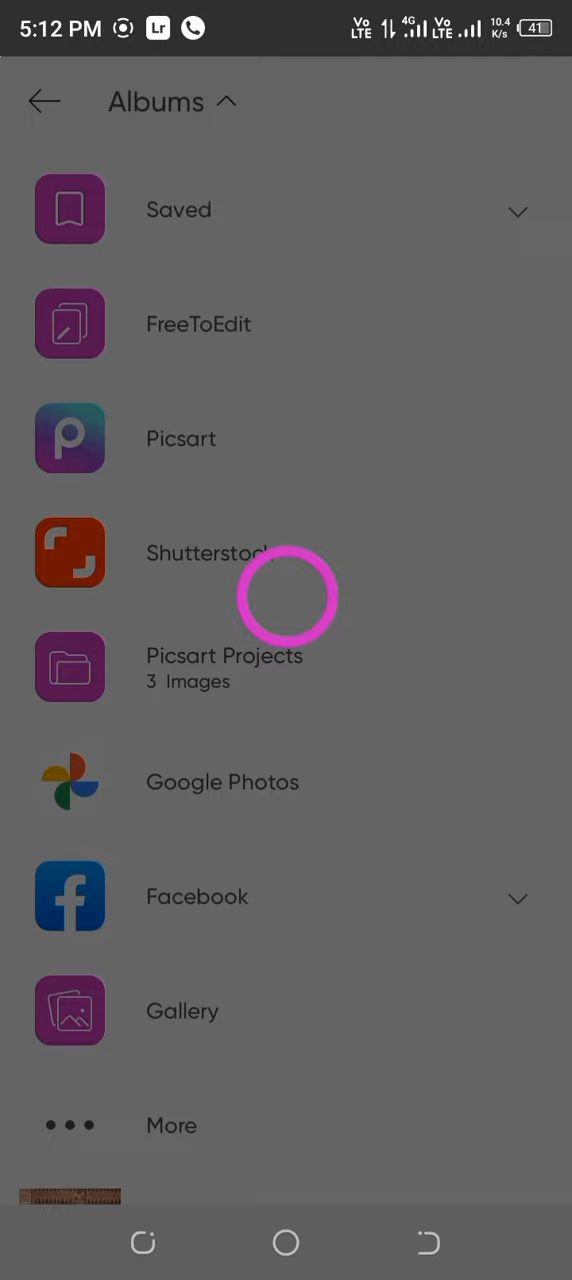 5:12 PM Lr Vo LTE 4G Vo LTE 10.4 K/s 41
Albums
Saved
FreeToEdit
Picsart
Shutterstock
Picsart Projects
3 Images
Google Photos
Facebook
Gallery
More